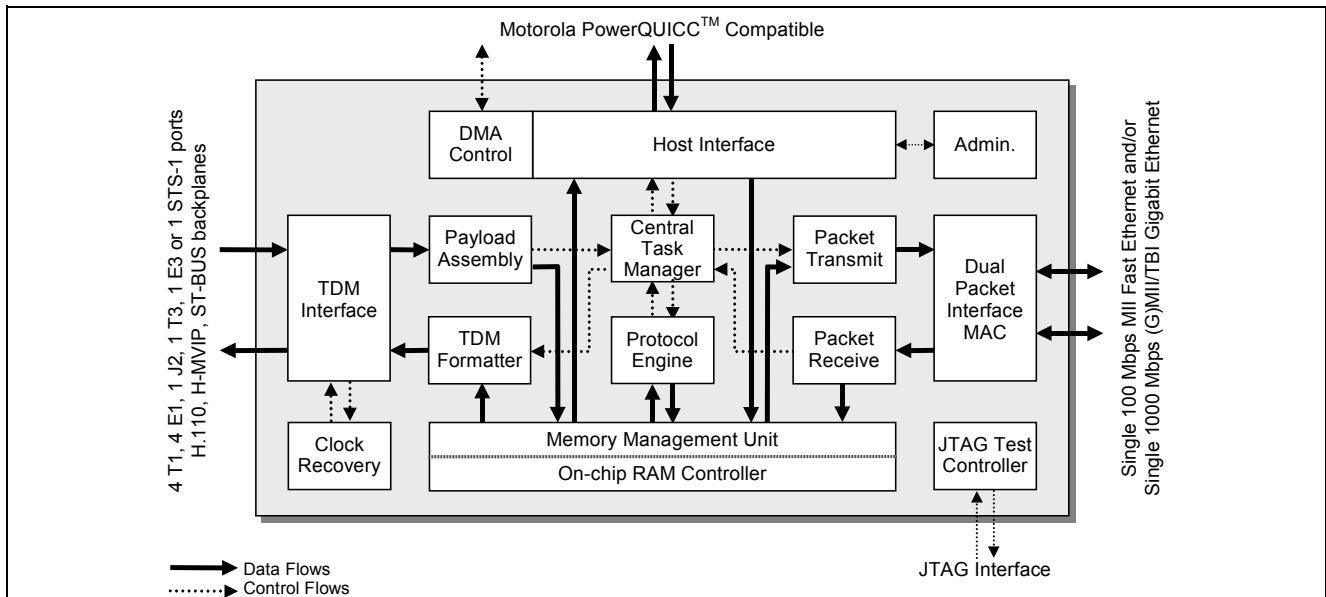 Motorola PowerQUICC™ Compatible
DMA
Control
Host Interface
Admin.
4 T1, 4 E1, 1 J2, 1 T3, 1 E3 or 1 STS-1 ports
H.110, H-MVIP, ST-BUS backplanes
TDM
Interface
Payload
Assembly
Central
Task
Manager
Packet
Transmit
Dual
Packet
Interface
MAC
Single 100 Mbps MII Fast Ethernet and/or
Single 1000 Mbps (G)MII/TBI Gigabit Ethernet
TDM
Formatter
Protocol
Engine
Packet
Receive
Clock
Recovery
Memory Management Unit
On-chip RAM Controller
JTAG Test
Controller
Data Flows
Control Flows
JTAG Interface